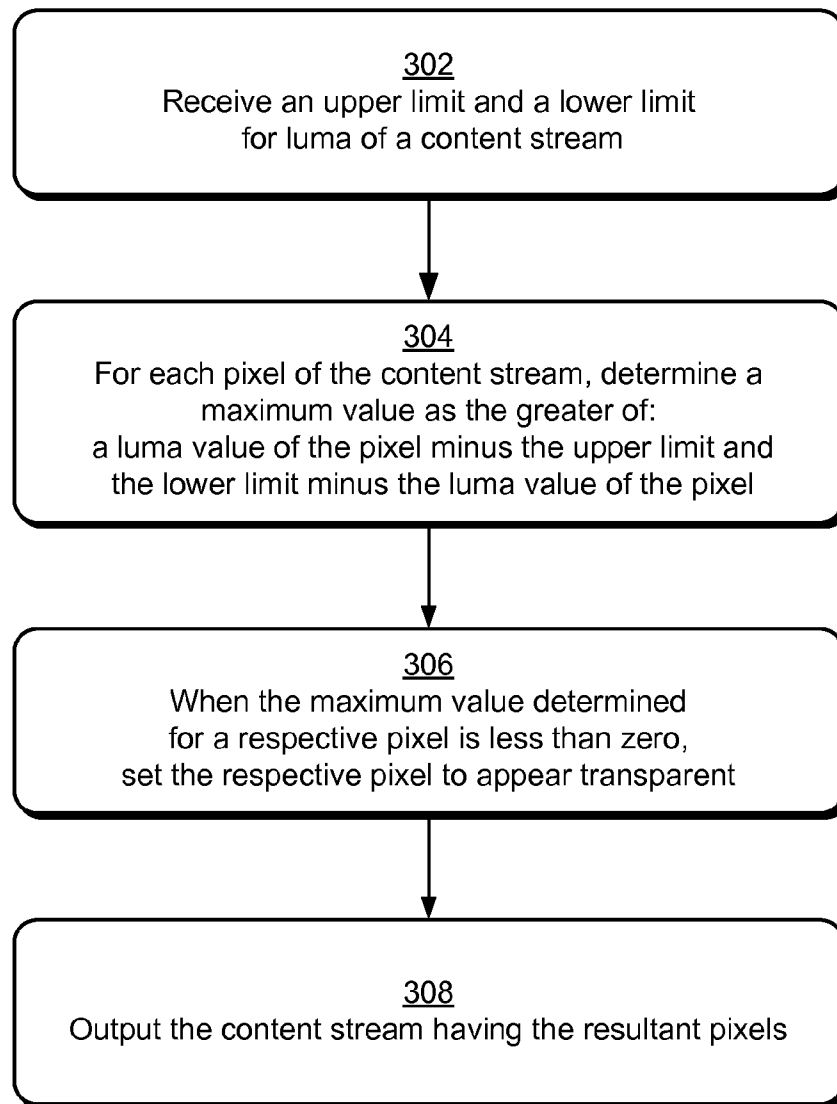 302
Receive an upper limit and a lower limit
for luma of a content stream
304
For each pixel of the content stream, determine a
maximum value as the greater of:
a luma value of the pixel minus the upper limit and
the lower limit minus the luma value of the pixel
306
When the maximum value determined
for a respective pixel is less than zero,
set the respective pixel to appear transparent
308
Output the content stream having the resultant pixels